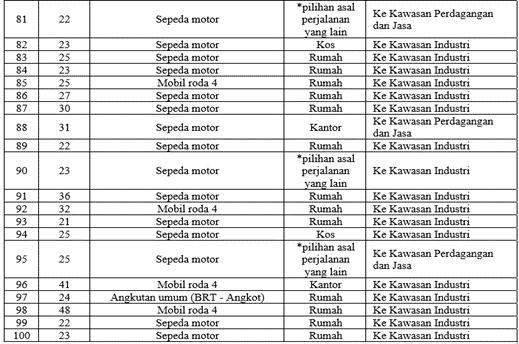 81 22 Sepeda motor *pilihan asal perjalanan yang lain Ke Kawasan Perdagangan dan Jasa
82 23 Sepeda motor Kos Ke Kawasan Industri
83 25 Sepeda motor Rumah Ke Kawasan Industri
84 23 Sepeda motor Rumah Ke Kawasan Industri
85 25 Mobil roda 4 Rumah Ke Kawasan Industri
86 27 Sepeda motor Rumah Ke Kawasan Industri
87 30 Sepeda motor Rumah Ke Kawasan Industri
88 31 Sepeda motor Kantor Ke Kawasan Perdagangan dan Jasa
89 22 Sepeda motor Rumah Ke Kawasan Industri
90 23 Sepeda motor *pilihan asal perjalanan yang lain Ke Kawasan Industri
91 36 Sepeda motor Rumah Ke Kawasan Industri
92 32 Mobil roda 4 Rumah Ke Kawasan Industri
93 21 Sepeda motor Rumah Ke Kawasan Industri
94 25 Sepeda motor Kos Ke Kawasan Industri
95 25 Sepeda motor *pilihan asal perjalanan yang lain Ke Kawasan Perdagangan dan Jasa
96 41 Mobil roda 4 Kantor Ke Kawasan Industri
97 24 Angkutan umum (BRT - Angkot) Rumah Ke Kawasan Industri
98 48 Mobil roda 4 Rumah Ke Kawasan Industri
99 22 Sepeda motor Rumah Ke Kawasan Industri
100 23 Sepeda motor Rumah Ke Kawasan Industri